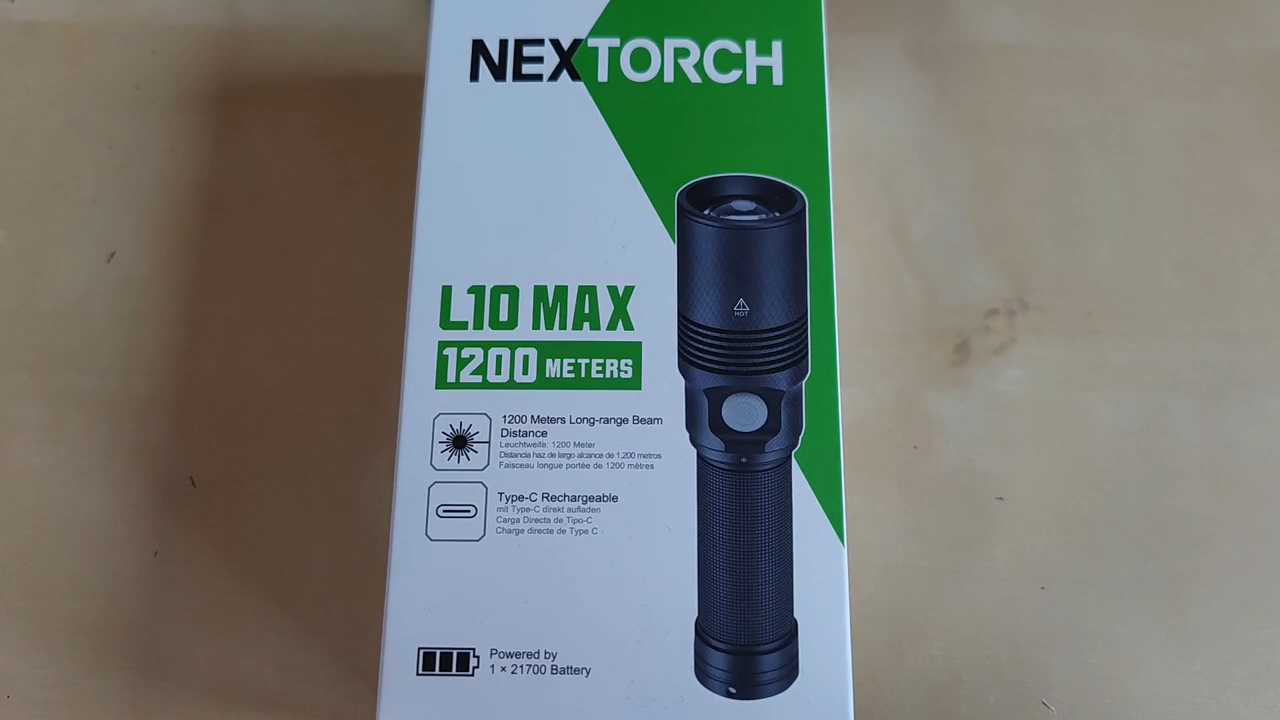 NEXTORCH
HOT
L10 MAX
1200 METERS
1200 Meters Long-range Beam
Distance
Leuchtweite: 1200 Meter
Distancia haz de largo alcance de 1.200 metros
Faisceau longue portée de 1200 mètres
Type-C Rechargeable
mit Type-C direkt aufladen
Carga Directa de Tipo-C
Charge directe de Type C
Powered by
1 × 21700 Battery